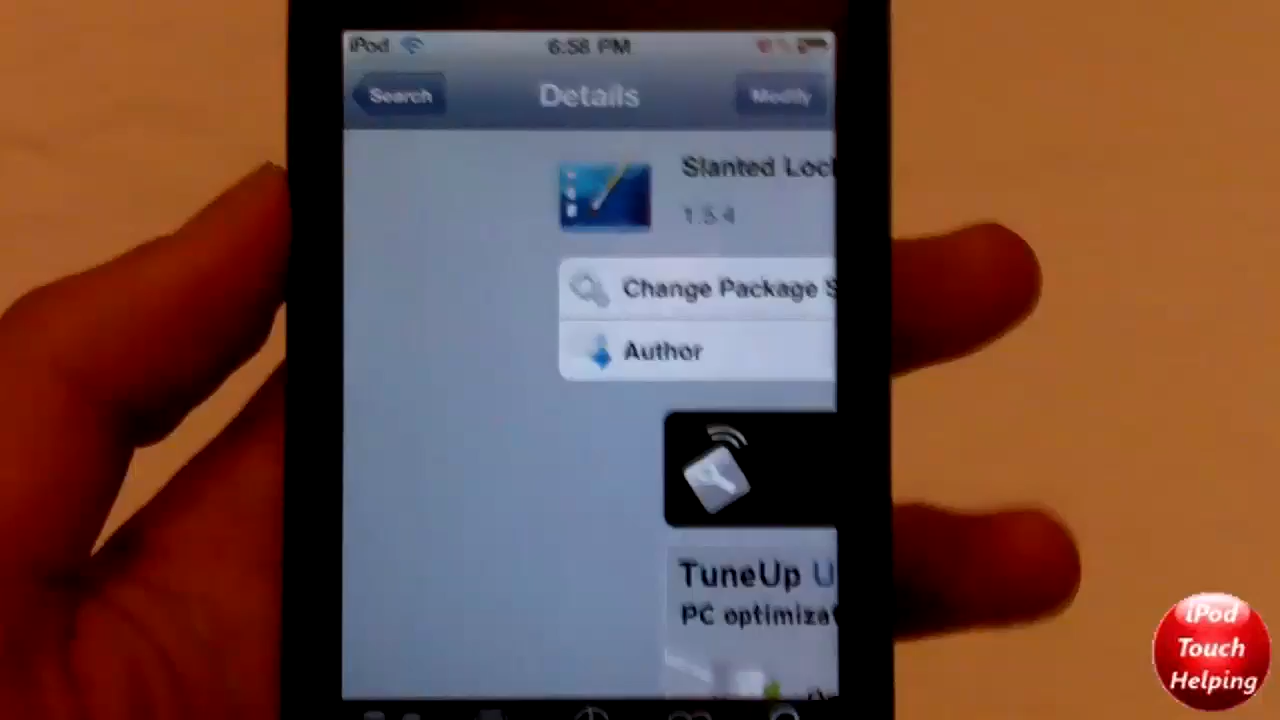 iPod
6:58 PM
Search
Details
Modify
Slanted Loc
1.5.4
Change Package S
Author
TuneUp U
PC optimiza
iPod
Touch
Helping